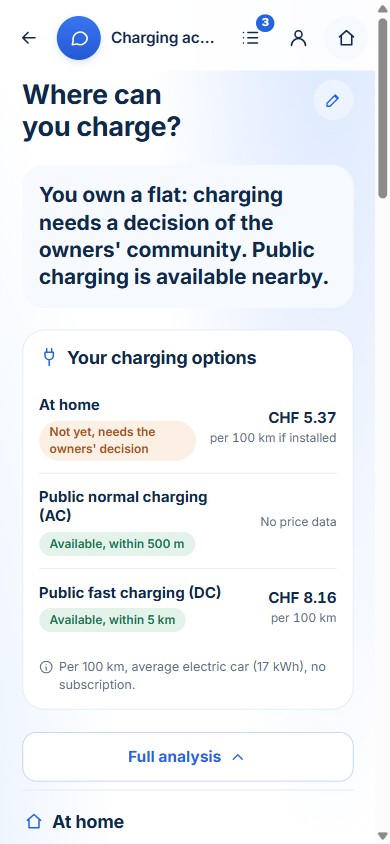 Charging ac...
3
Where can
you charge?
You own a flat: charging
needs a decision of the
owners' community. Public
charging is available nearby.
Your charging options
At home
Not yet, needs the
owners' decision
CHF 5.37
per 100 km if installed
Public normal charging
(AC)
Available, within 500 m
No price data
Public fast charging (DC)
Available, within 5 km
CHF 8.16
per 100 km
Per 100 km, average electric car (17 kWh), no
subscription.
Full analysis
At home